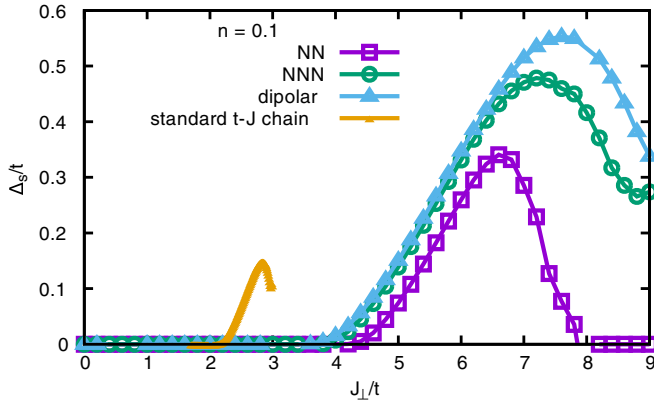 n = 0.1
NN
NNN
dipolar
standard t-J chain
0.6
0.5
0.4
0.3
0.2
0.1
0
Δs/t
0 1 2 3 4 5 6 7 8 9
J⊥/t